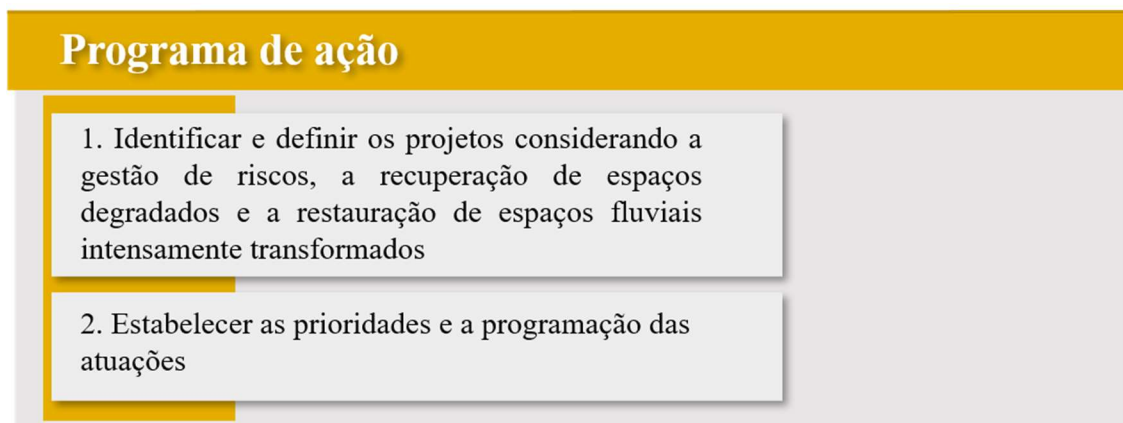 Programa de ação
1. Identificar e definir os projetos considerando a
gestão de riscos, a recuperação de espaços
degradados e a restauração de espaços fluviais
intensamente transformados
2. Estabelecer as prioridades e a programação das
atuações